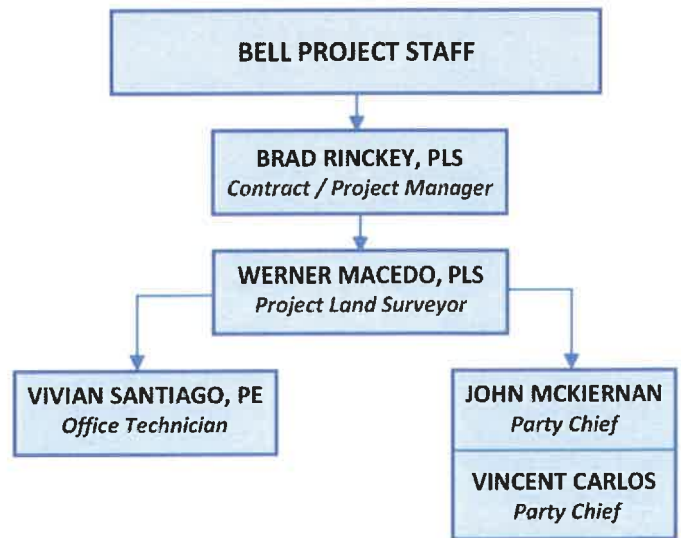 BELL PROJECT STAFF
BRAD RINCKEY, PLS
Contract / Project Manager
WERNER MACEDO, PLS
Project Land Surveyor
VIVIAN SANTIAGO, PE
Office Technician
JOHN MCKIERNAN
Party Chief
VINCENT CARLOS
Party Chief